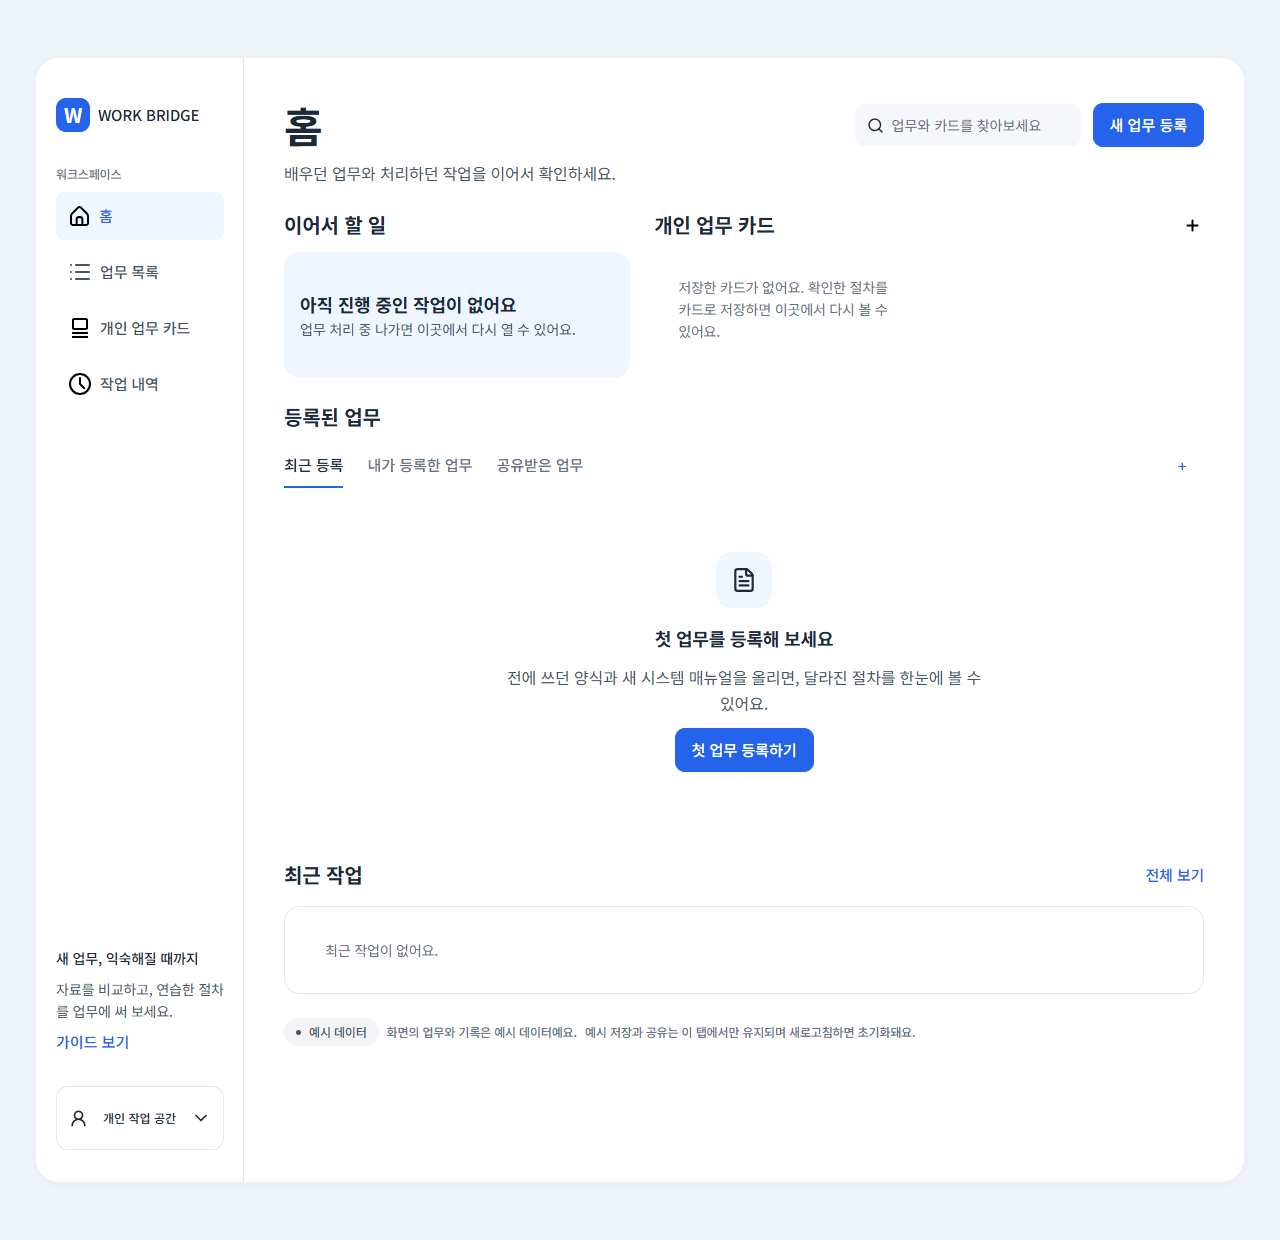 W WORK BRIDGE
워크스페이스
홈
업무 목록
개인 업무 카드
작업 내역
새 업무, 익숙해질 때까지
자료를 비교하고, 연습한 절차
를 업무에 써 보세요.
가이드 보기
개인 작업 공간
홈
업무와 카드를 찾아보세요
새 업무 등록
배우던 업무와 처리하던 작업을 이어서 확인하세요.
이어서 할 일
아직 진행 중인 작업이 없어요
업무 처리 중 나가면 이곳에서 다시 열 수 있어요.
개인 업무 카드
+
저장한 카드가 없어요. 확인한 절차를
카드로 저장하면 이곳에서 다시 볼 수
있어요.
등록된 업무
최근 등록 내가 등록한 업무 공유받은 업무
+
첫 업무를 등록해 보세요
전에 쓰던 양식과 새 시스템 매뉴얼을 올리면, 달라진 절차를 한눈에 볼 수
있어요.
첫 업무 등록하기
최근 작업
전체 보기
최근 작업이 없어요.
예시 데이터 화면의 업무와 기록은 예시 데이터예요. 예시 저장과 공유는 이 탭에서만 유지되며 새로고침하면 초기화돼요.